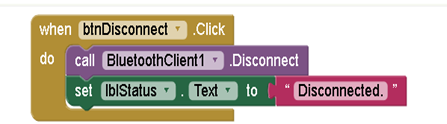 when btnDisconnect .Click
do call BluetoothClient1 .Disconnect
set lblStatus . Text to " Disconnected. "